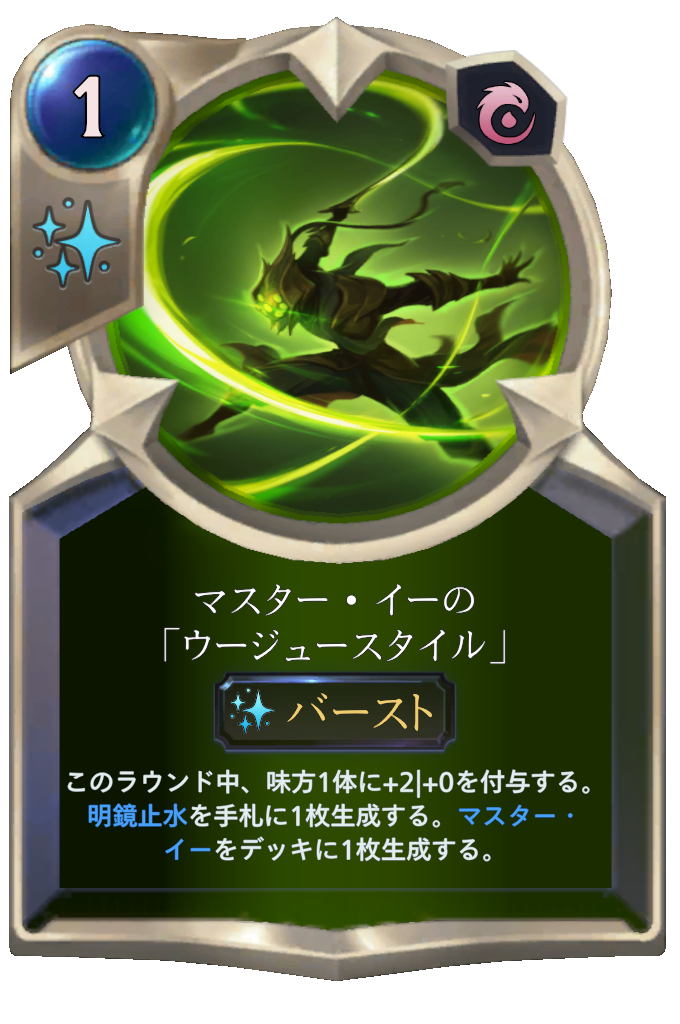 1
マスター・イーの
「ウージュースタイル」
バースト
このラウンド中、味方1体に+2|+0を付与する。
明鏡止水を手札に1枚生成する。マスター・
イーをデッキに1枚生成する。